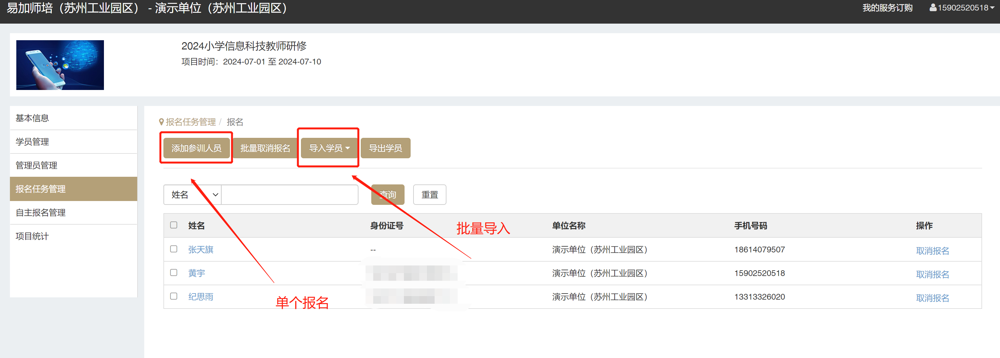 易加师培（苏州工业园区） - 演示单位（苏州工业园区）
我的服务订购 15902520518
2024小学信息科技教师研修
项目时间：2024-07-01 至 2024-07-10
基本信息
学员管理
管理员管理
报名任务管理
自主报名管理
项目统计
报名任务管理 / 报名
添加参训人员 批量取消报名 导入学员 导出学员
姓名 查询 重置
姓名 身份证号 单位名称 手机号码 操作
批量导入
张天旗 -- 演示单位（苏州工业园区） 18614079507 取消报名
黄宇 演示单位（苏州工业园区） 15902520518 取消报名
纪思雨 演示单位（苏州工业园区） 13313326020 取消报名
单个报名